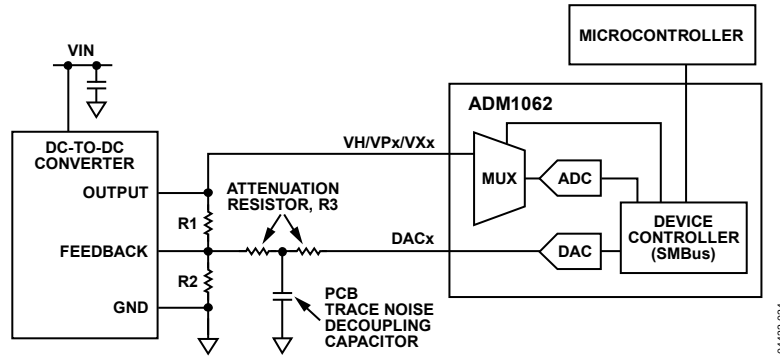 MICROCONTROLLER
VIN
ADM1062
DC-TO-DC
CONVERTER
VH/VPx/VXx
MUX
ADC
OUTPUT
ATTENUATION
RESISTOR, R3
R1
FEEDBACK
DACx
DAC
DEVICE
CONTROLLER
(SMBus)
R2
GND
PCB
TRACE NOISE
DECOUPLING
CAPACITOR